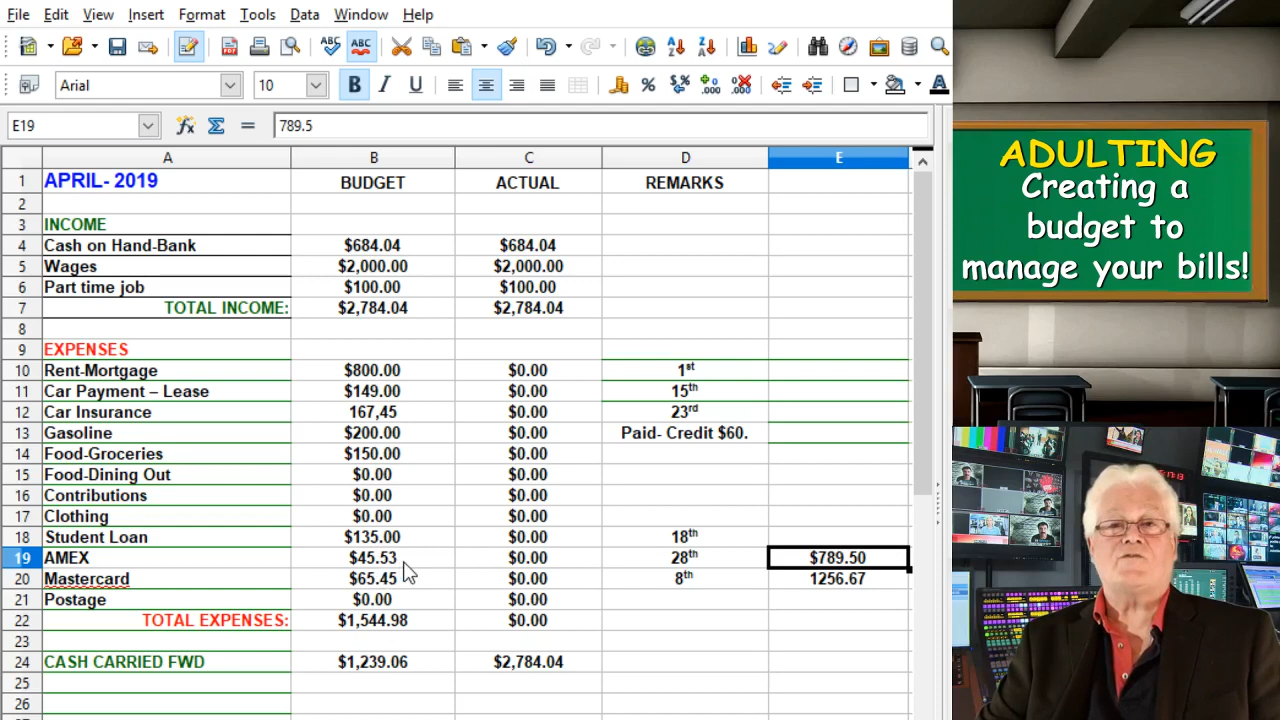 File Edit View Insert Format Tools Data Window Help
Arial 10 B I U
E19 789.5
A B C D E
1 APRIL- 2019 BUDGET ACTUAL REMARKS
2
3 INCOME
4 Cash on Hand-Bank $684.04 $684.04
5 Wages $2,000.00 $2,000.00
6 Part time job $100.00 $100.00
7 TOTAL INCOME: $2,784.04 $2,784.04
8
9 EXPENSES
10 Rent-Mortgage $800.00 $0.00 1st
11 Car Payment – Lease $149.00 $0.00 15th
12 Car Insurance 167,45 $0.00 23rd
13 Gasoline $200.00 $0.00 Paid- Credit $60.
14 Food-Groceries $150.00 $0.00
15 Food-Dining Out $0.00 $0.00
16 Contributions $0.00 $0.00
17 Clothing $0.00 $0.00
18 Student Loan $135.00 $0.00 18th
19 AMEX $45.53 $0.00 28th $789.50
20 Mastercard $65.45 $0.00 8th 1256.67
21 Postage $0.00 $0.00
22 TOTAL EXPENSES: $1,544.98 $0.00
23
24 CASH CARRIED FWD $1,239.06 $2,784.04
25
26
ADULTING
Creating a
budget to
manage your bills!